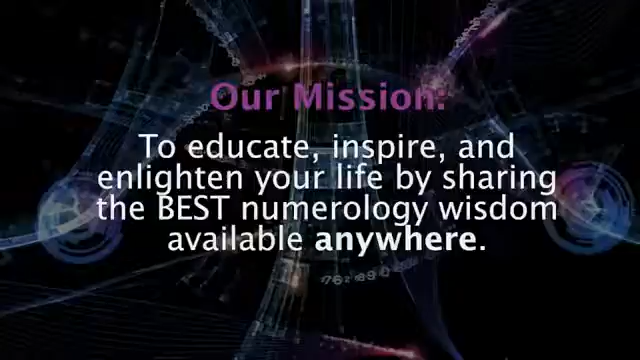 Our Mission:
To educate, inspire, and
enlighten your life by sharing
the BEST numerology wisdom
available anywhere.